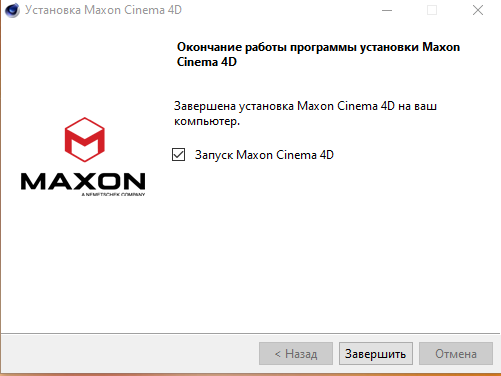 Установка Maxon Cinema 4D
Окончание работы программы установки Maxon
Cinema 4D
Завершена установка Maxon Cinema 4D на ваш
компьютер.
Запуск Maxon Cinema 4D
MAXON
A NEMETSCHEK COMPANY
< Назад
Завершить
Отмена